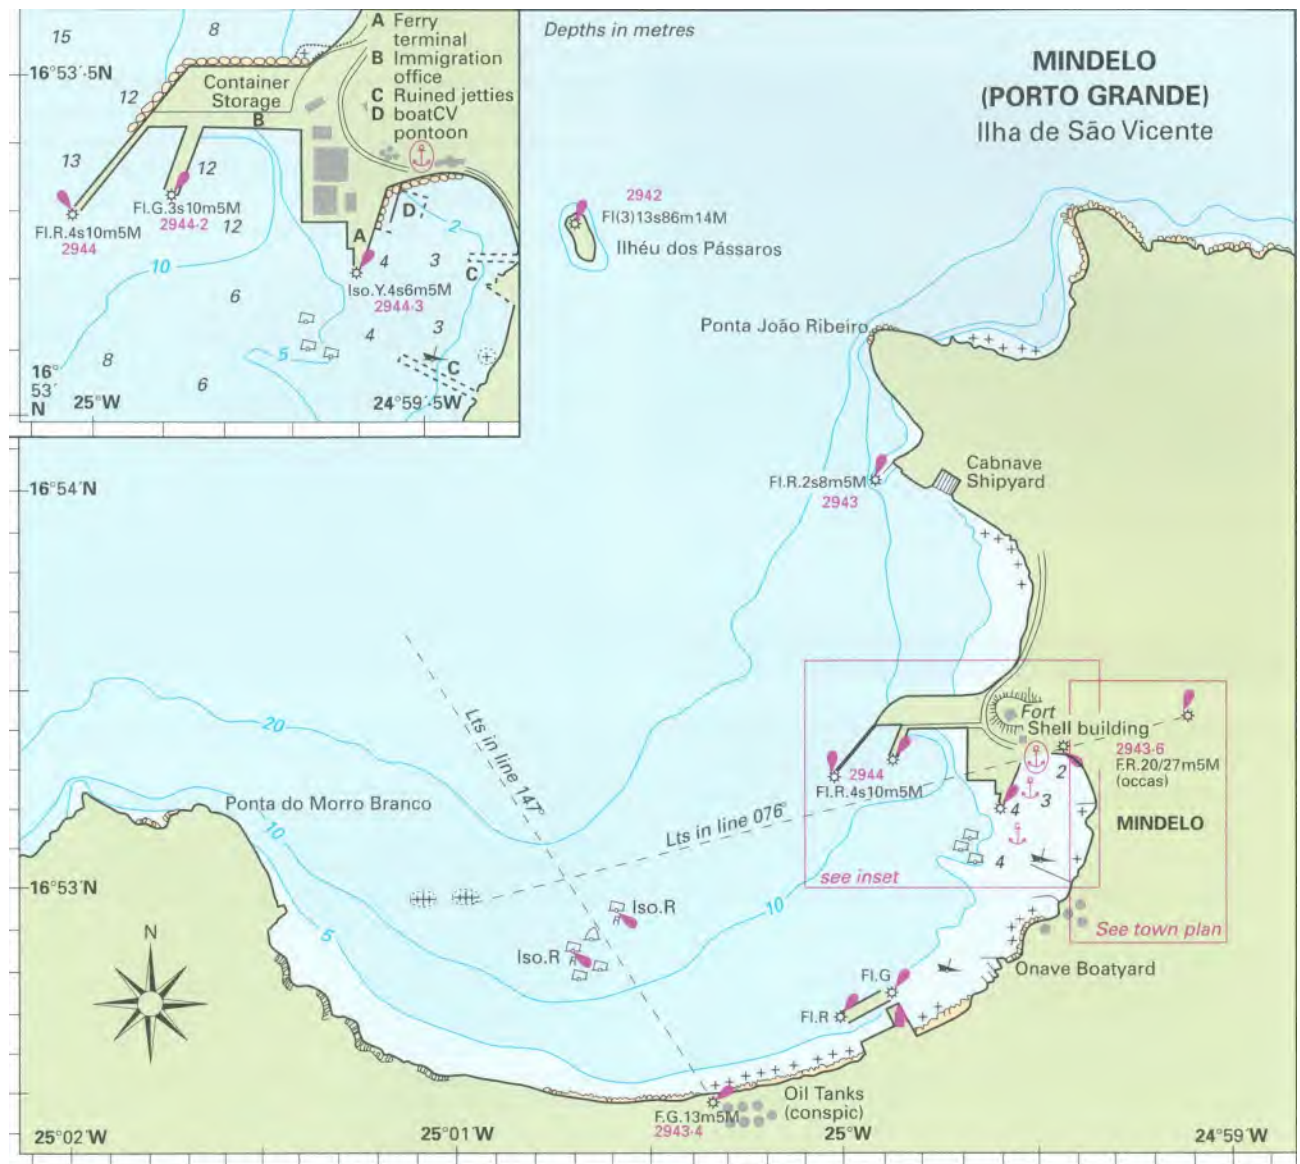 A Ferry
terminal
B Immigration
office
C Ruined jetties
D boatCV
pontoon
15
8
16°53´·5N
Container
Storage
12
B
13
12
Fl.G.3s10m5M
2944·2
12
Fl.R.4s10m5M
2944
D
2
A
10
4
3
C
Iso.Y.4s6m5M
2944·3
6
4
3
8
5
C
6
16°
53´
N
25°W
24°59´·5W
Depths in metres
MINDELO
(PORTO GRANDE)
Ilha de São Vicente
2942
Fl(3)13s86m14M
Ilhéu dos Pássaros
Ponta João Ribeiro
Cabnave
Shipyard
Fl.R.2s8m5M
2943
16°54´N
20
Lts in line 147°
Fort
Shell building
2943·6
F.R.20/27m5M
(occas)
2
2944
Fl.R.4s10m5M
3
4
Ponta do Morro Branco
10
Lts in line 076°
MINDELO
4
see inset
16°53´N
10
5
Iso.R
R
Iso.R
R
See town plan
N
Onave Boatyard
Fl.G
Fl.R
Oil Tanks
(conspic)
F.G.13m5M
2943·4
25°02´W
25°01´W
25°W
24°59´W